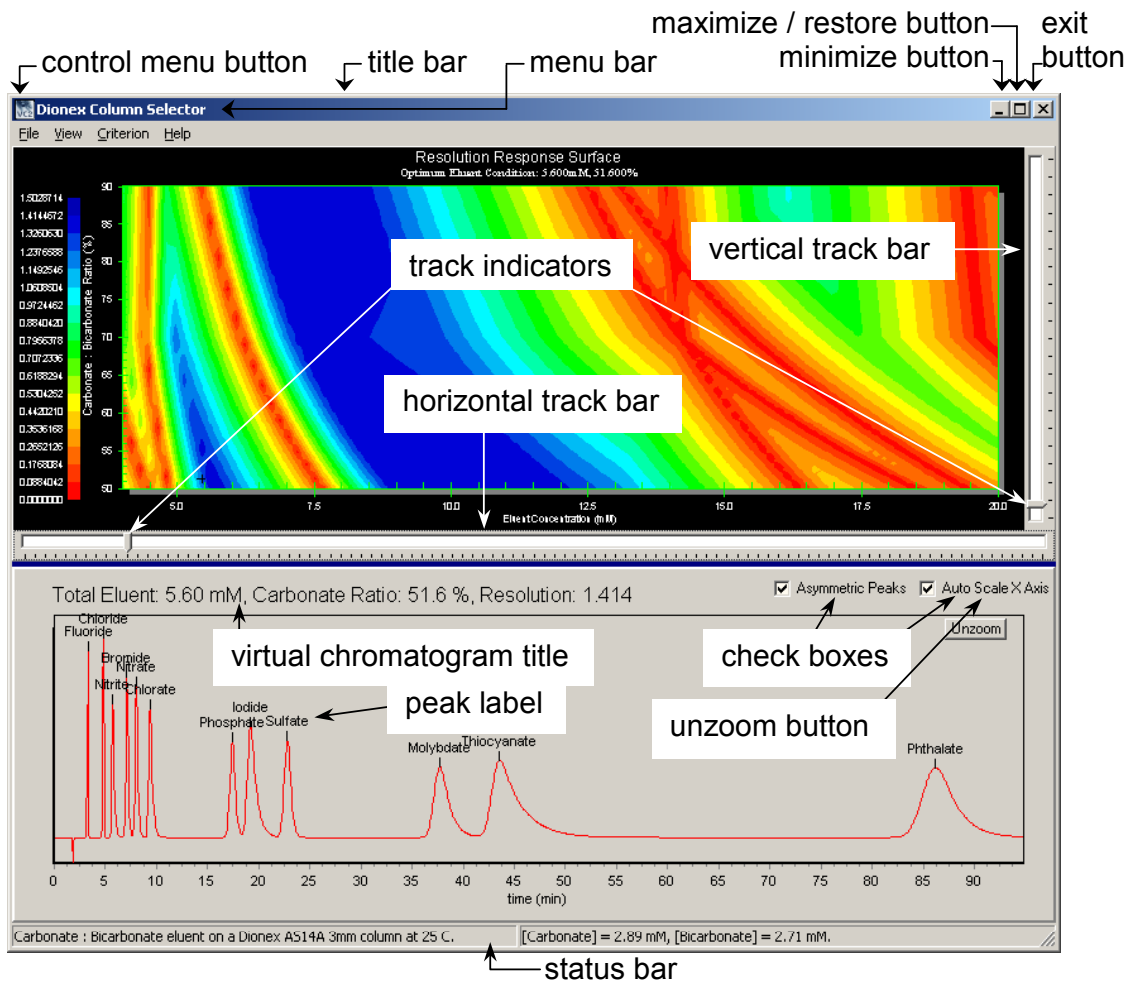 maximize / restore button
exit
minimize button
button
control menu button
title bar
menu bar
Dionex Column Selector
File View Criterion Help
Resolution Response Surface
Optimum Eluent Condition: 5.600mM, 51.600%
1.5028714
1.4144672
1.3260630
1.2376588
1.1492546
1.0608504
0.9724462
0.8840420
0.7956378
0.7072336
0.6188294
0.5304252
0.4420210
0.3536168
0.2652126
0.1768084
0.0884042
0.0000000
Carbonate : Bicarbonate Ratio (%)
90
85
80
75
70
65
60
55
50
vertical track bar
track indicators
horizontal track bar
5.0 7.5 10.0 12.5 15.0 17.5 20.0
Eluent Concentration (mM)
Total Eluent: 5.60 mM, Carbonate Ratio: 51.6 %, Resolution: 1.414
Asymmetric Peaks
Auto Scale X Axis
Unzoom
Chloride
Fluoride
Bromide
Nitrate
Nitrite
Chlorate
virtual chromatogram title
check boxes
peak label
unzoom button
Iodide
Phosphate
Sulfate
Molybdate
Thiocyanate
Phthalate
0 5 10 15 20 25 30 35 40 45 50 55 60 65 70 75 80 85 90
time (min)
Carbonate : Bicarbonate eluent on a Dionex AS14A 3mm column at 25 C.
[Carbonate] = 2.89 mM, [Bicarbonate] = 2.71 mM.
status bar